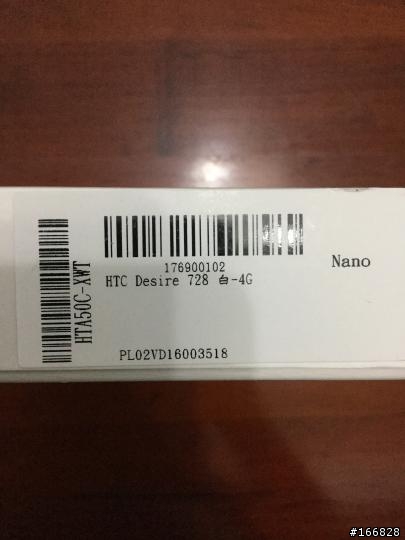 176900102
HTC Desire 728 白-4G
Nano
HTA50C-XWT
PL02VD16003518
#166828